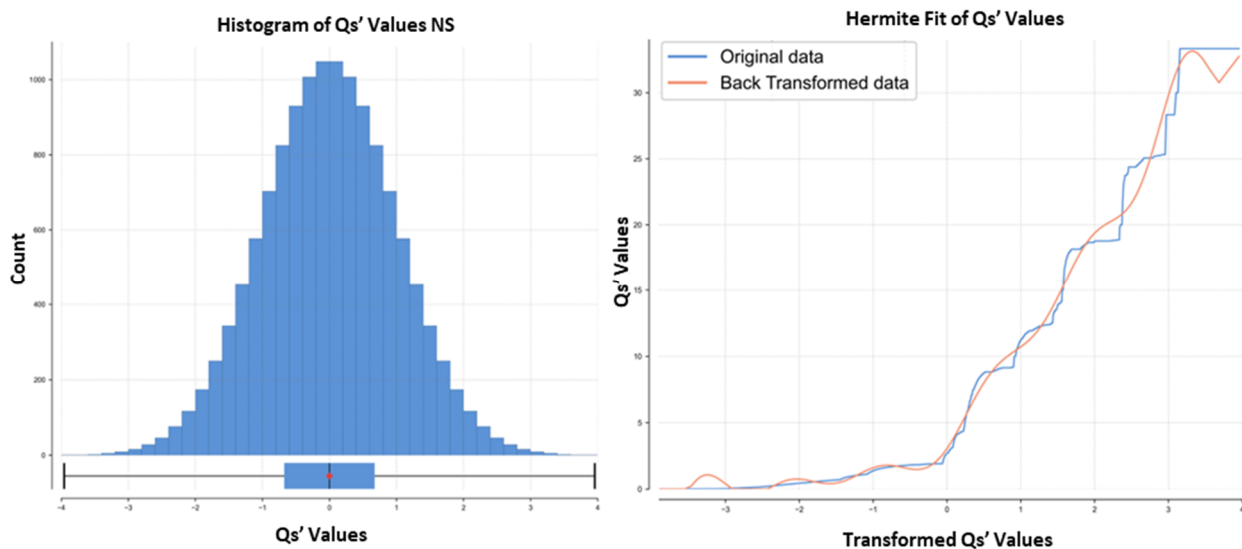 Histogram of Qs’ Values NS
Count
1000
800
600
400
200
0
-4 -3 -2 -1 0 1 2 3 4
Qs’ Values
Hermite Fit of Qs’ Values
Original data
Back Transformed data
Qs’ Values
30
25
20
15
10
5
0
-3 -2 -1 0 1 2 3 4
Transformed Qs’ Values